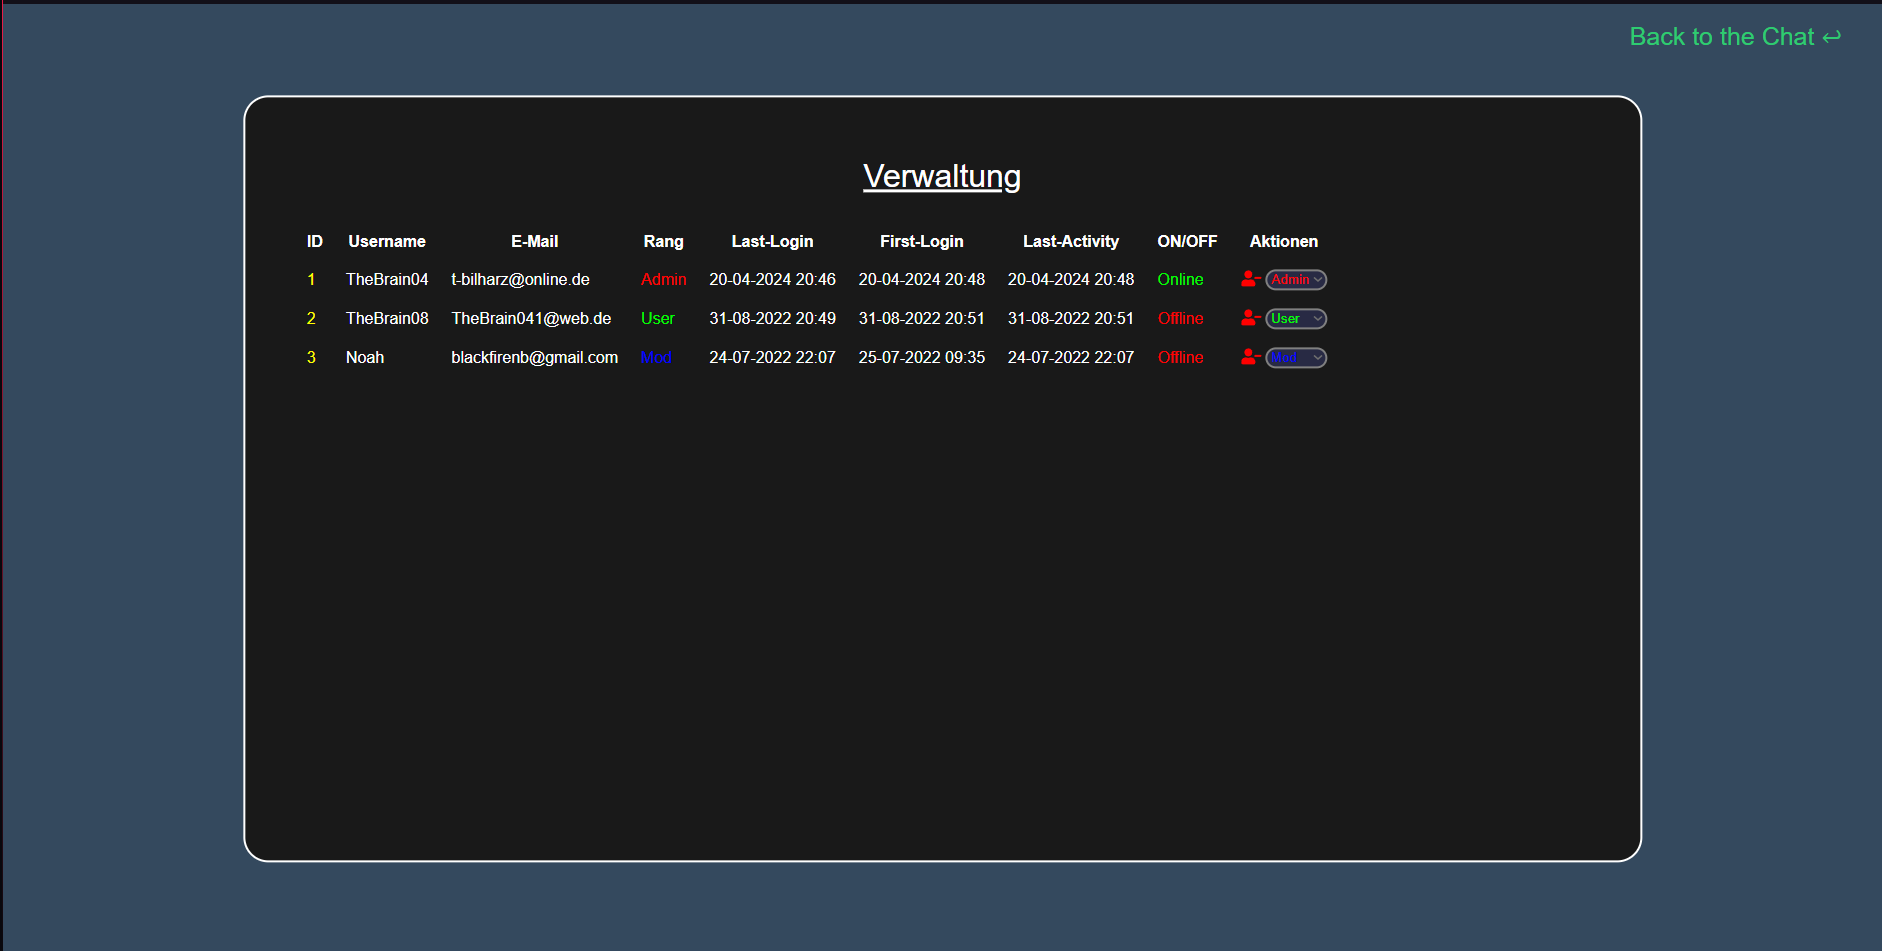 Back to the Chat ↩
Verwaltung
ID Username E-Mail Rang Last-Login First-Login Last-Activity ON/OFF Aktionen
1 TheBrain04 t-bilharz@online.de Admin 20-04-2024 20:46 20-04-2024 20:48 20-04-2024 20:48 Online Admin
2 TheBrain08 TheBrain041@web.de User 31-08-2022 20:49 31-08-2022 20:51 31-08-2022 20:51 Offline User
3 Noah blackfirenb@gmail.com Mod 24-07-2022 22:07 25-07-2022 09:35 24-07-2022 22:07 Offline Mod